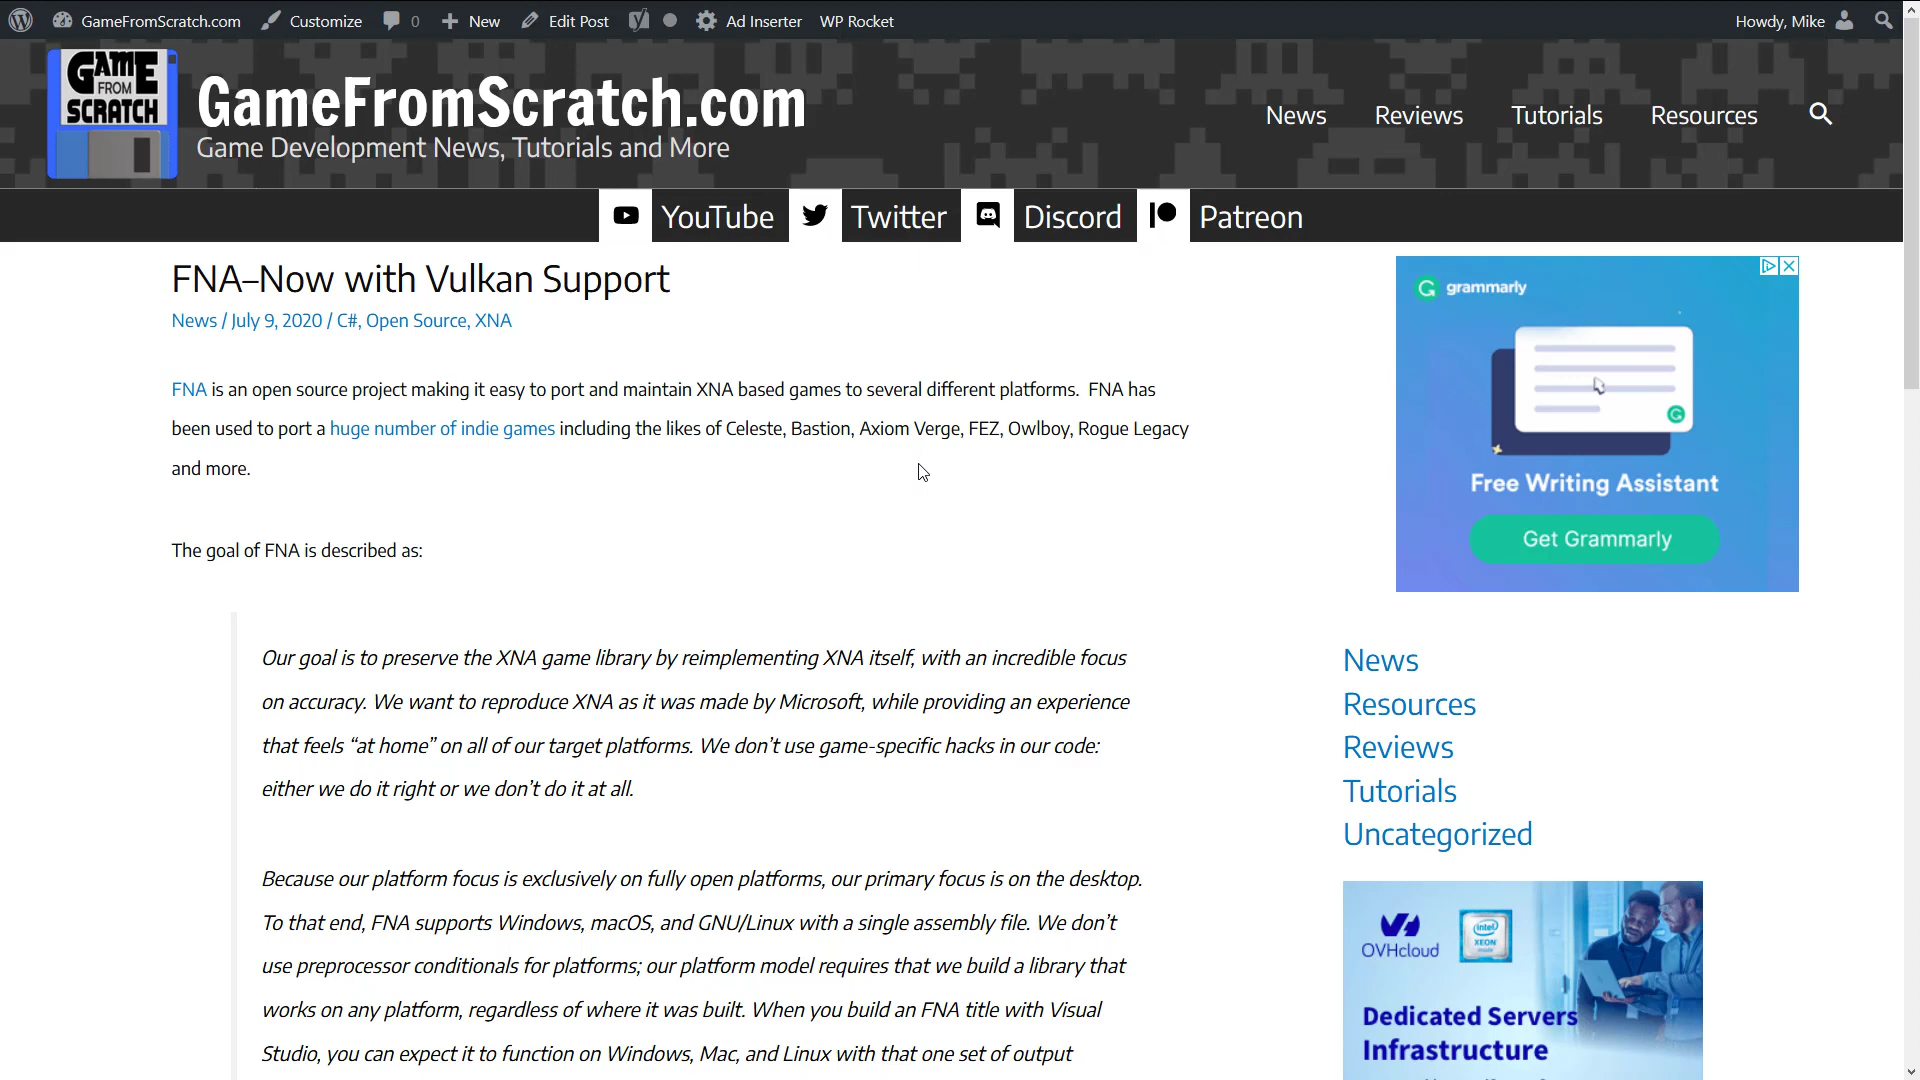 GameFromScratch.com Customize 0 New Edit Post Ad Inserter WP Rocket Howdy, Mike
GAME
FROM
SCRATCH
GameFromScratch.com
Game Development News, Tutorials and More
News Reviews Tutorials Resources
YouTube Twitter Discord Patreon
FNA–Now with Vulkan Support
News / July 9, 2020 / C#, Open Source, XNA
FNA is an open source project making it easy to port and maintain XNA based games to several different platforms.  FNA has
been used to port a huge number of indie games including the likes of Celeste, Bastion, Axiom Verge, FEZ, Owlboy, Rogue Legacy
and more.
The goal of FNA is described as:
Our goal is to preserve the XNA game library by reimplementing XNA itself, with an incredible focus
on accuracy. We want to reproduce XNA as it was made by Microsoft, while providing an experience
that feels “at home” on all of our target platforms. We don’t use game-specific hacks in our code:
either we do it right or we don’t do it at all.
Because our platform focus is exclusively on fully open platforms, our primary focus is on the desktop.
To that end, FNA supports Windows, macOS, and GNU/Linux with a single assembly file. We don’t
use preprocessor conditionals for platforms; our platform model requires that we build a library that
works on any platform, regardless of where it was built. When you build an FNA title with Visual
Studio, you can expect it to function on Windows, Mac, and Linux with that one set of output
grammarly
Free Writing Assistant
Get Grammarly
News
Resources
Reviews
Tutorials
Uncategorized
OVHcloud
intel
XEON
Dedicated Servers
Infrastructure